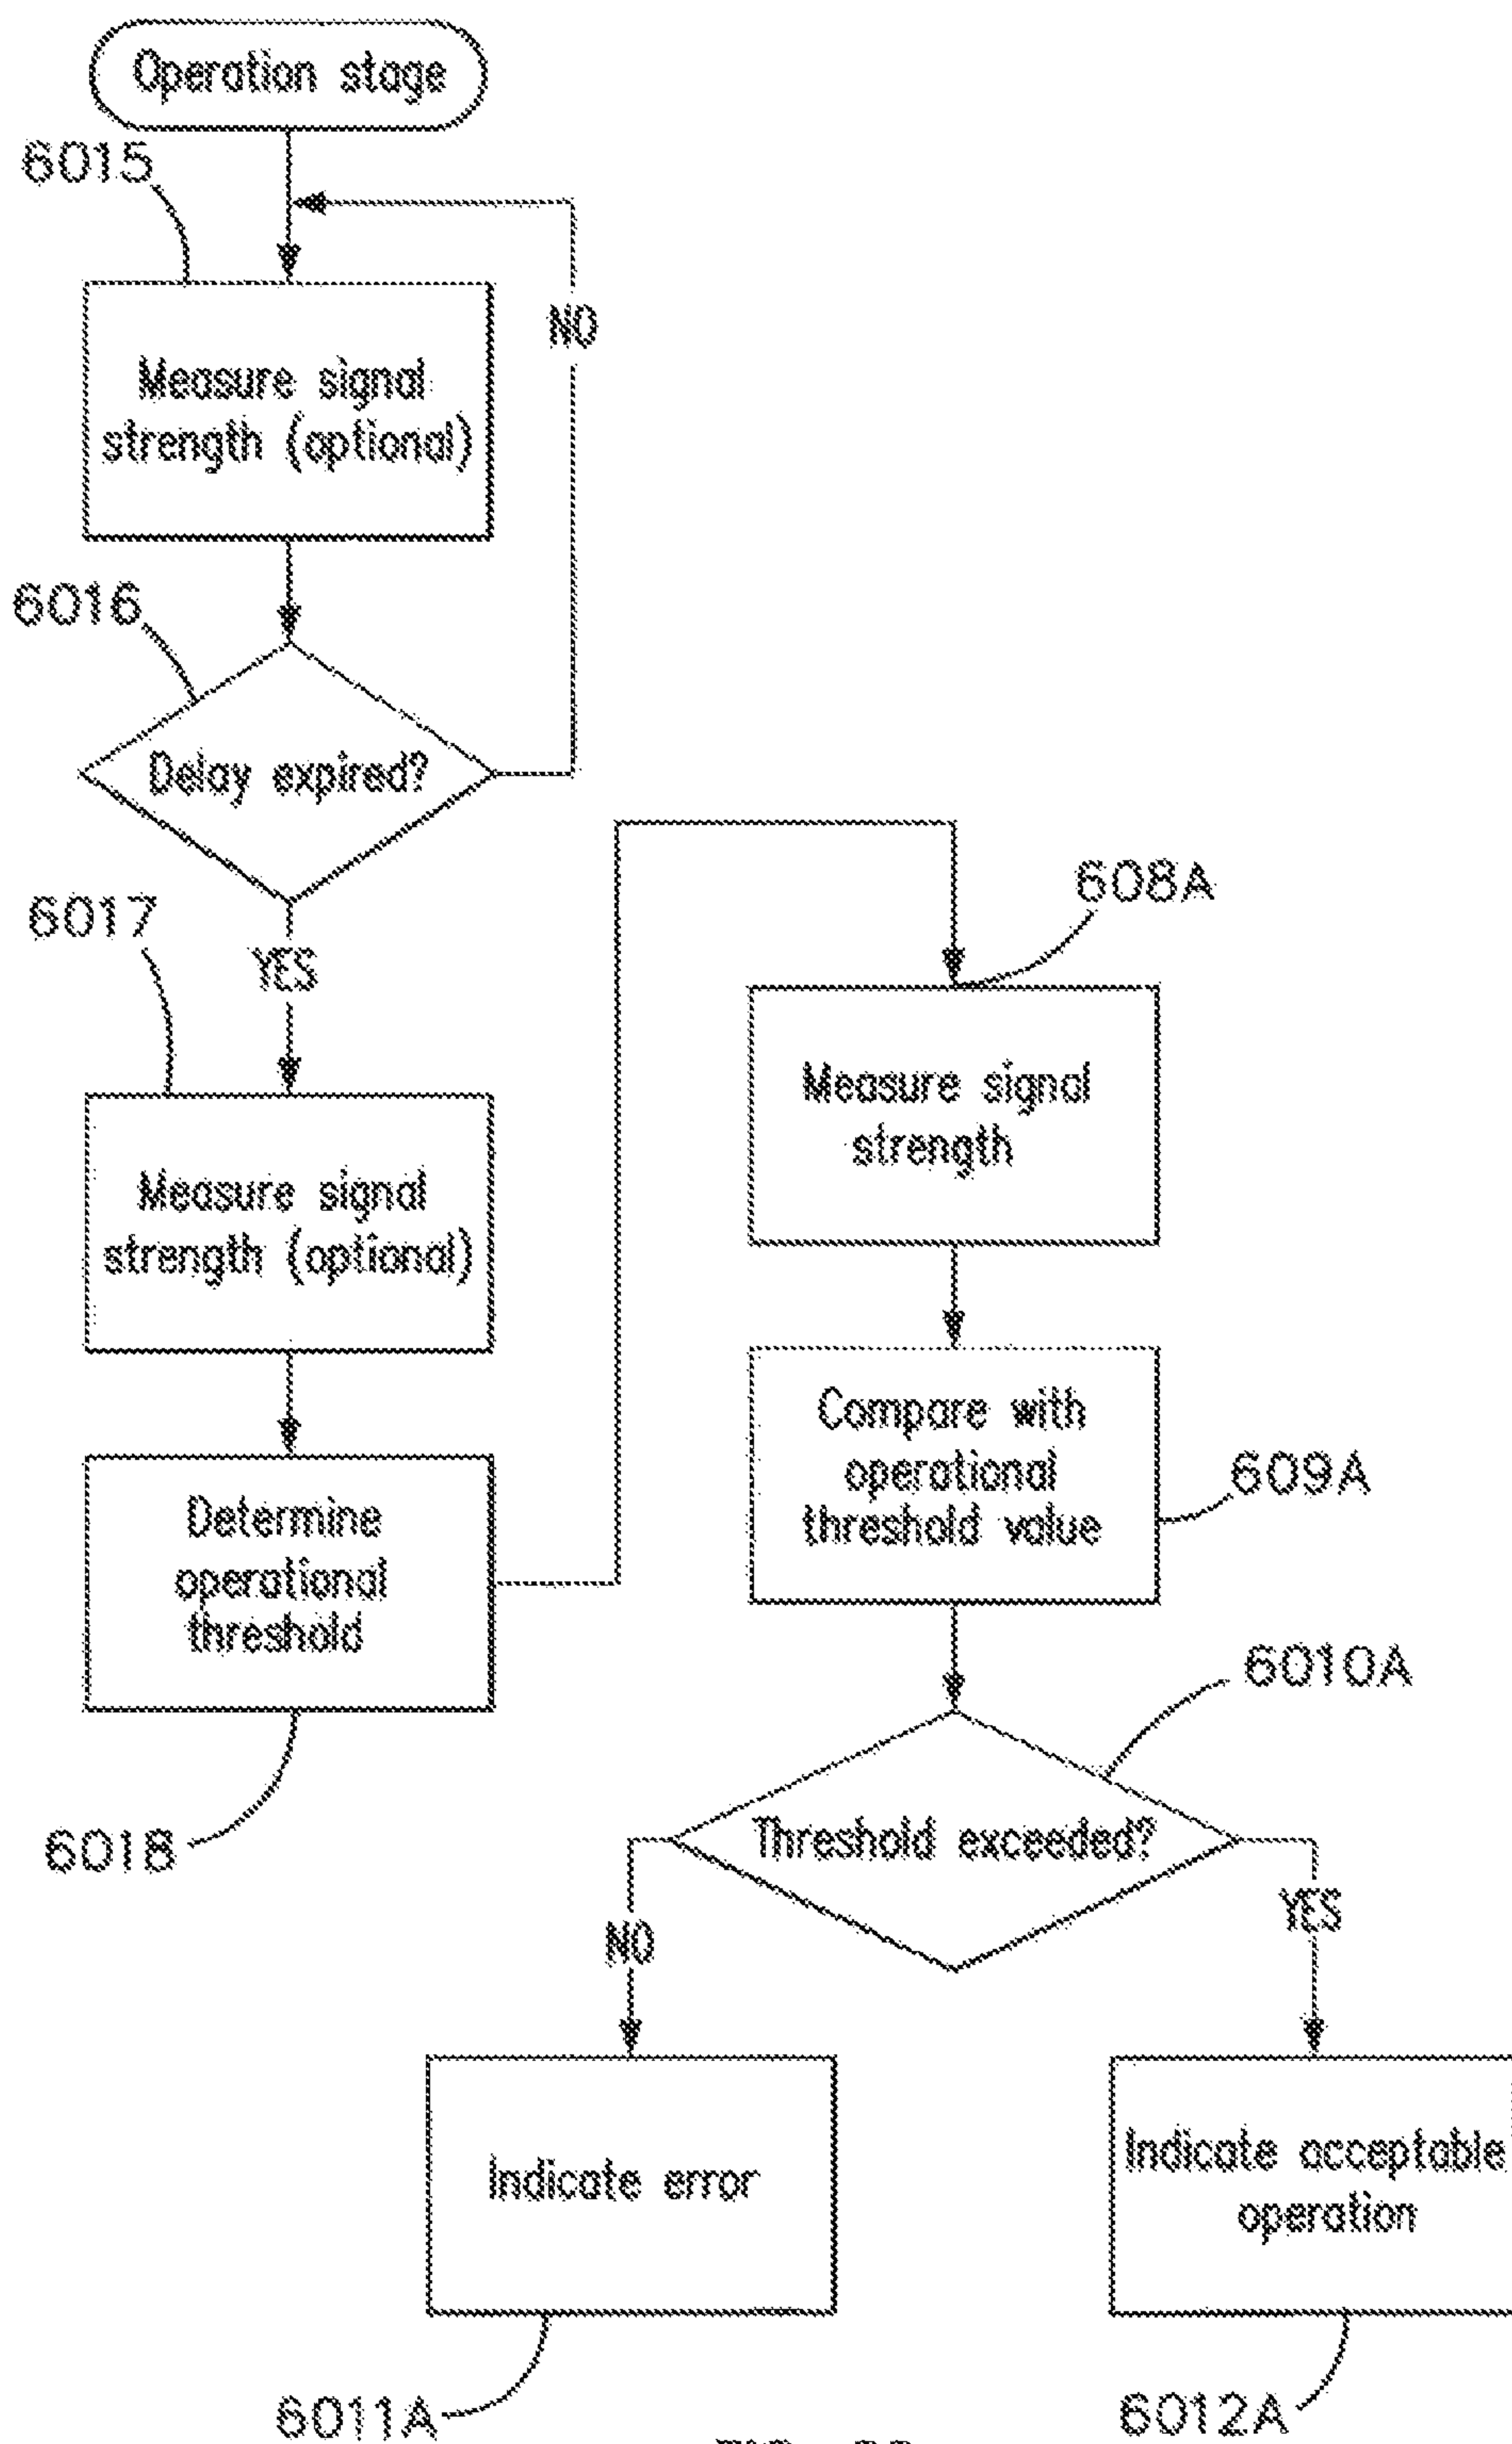 Operation stage
6015
NO
Measure signal
strength (optional)
6016
Delay expired?
6017
YES
Measure signal
strength (optional)
Determine
operational
threshold
6018
608A
Measure signal
strength
Compare with
operational
threshold value
609A
6010A
Threshold exceeded?
NO
YES
Indicate error
Indicate acceptable
operation
6011A
6012A